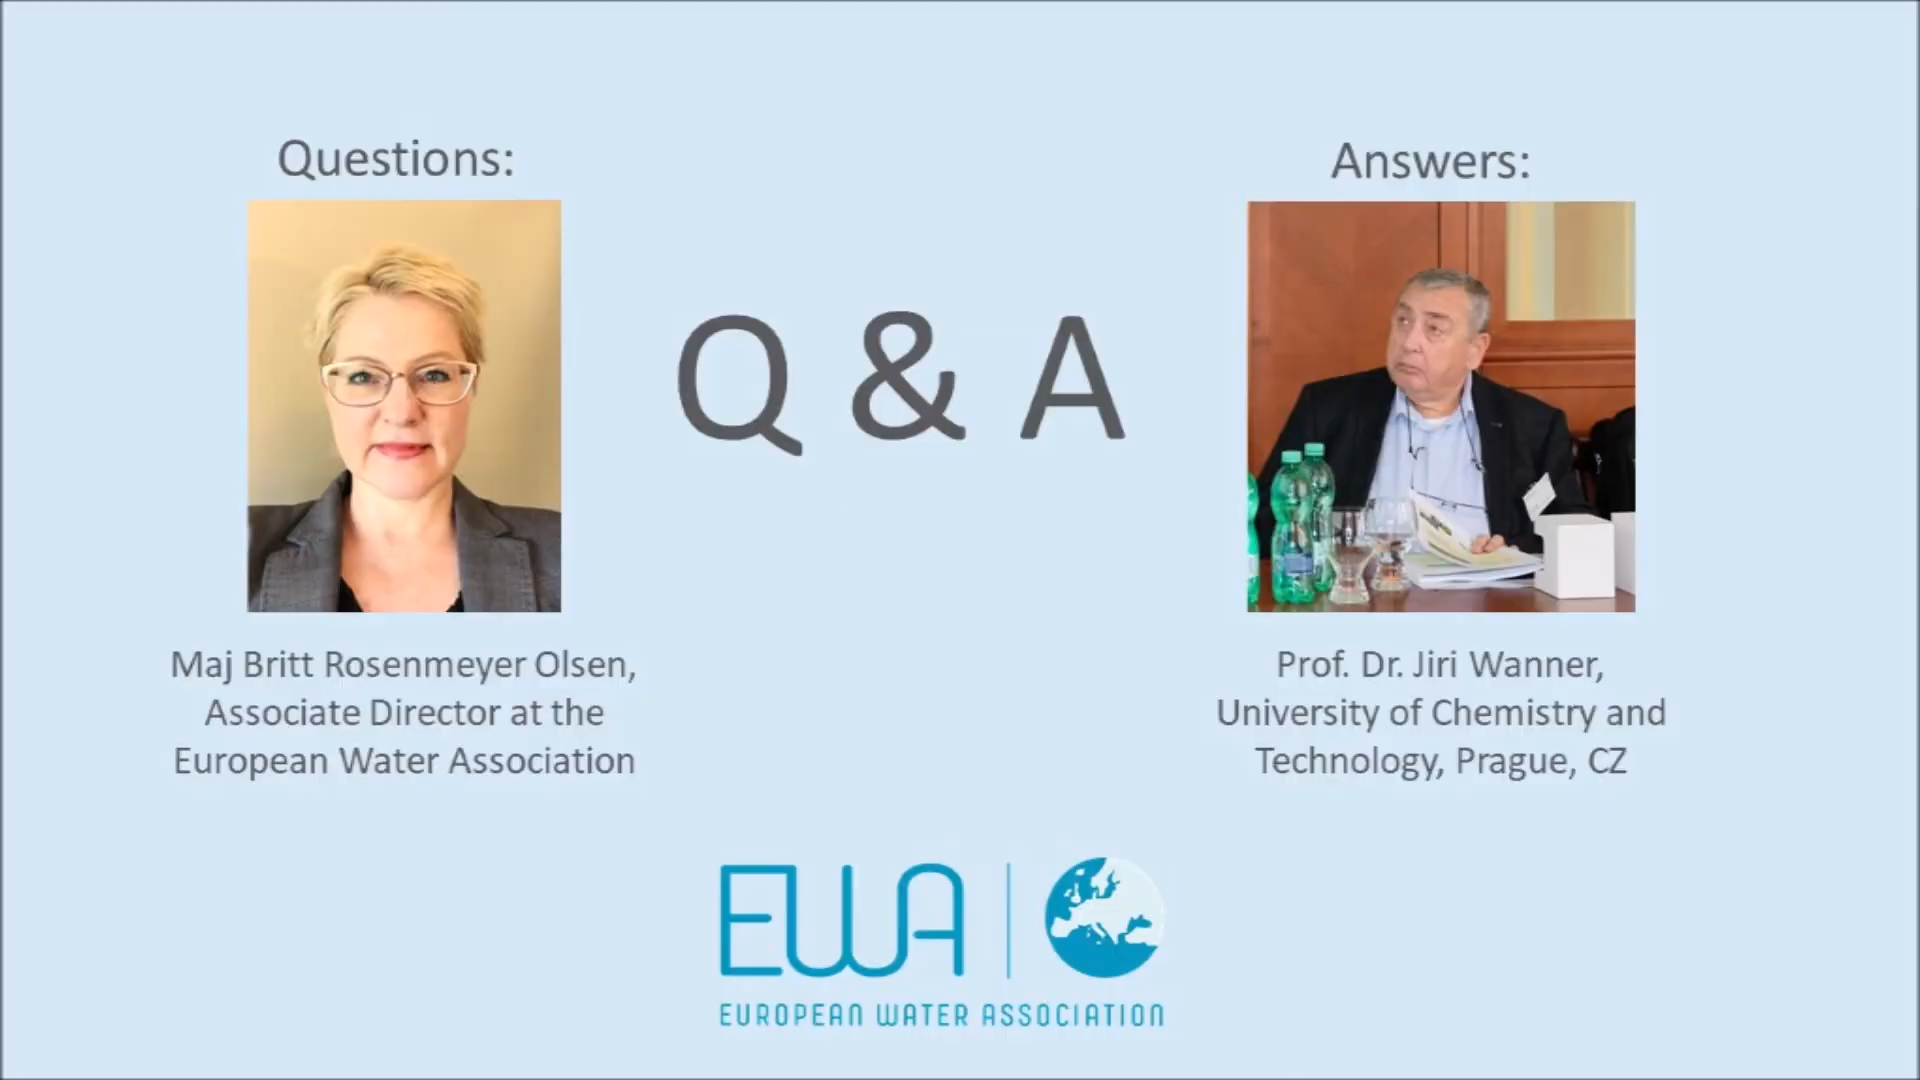 Questions:
Answers:
Q & A
Maj Britt Rosenmeyer Olsen,
Associate Director at the
European Water Association
Prof. Dr. Jiri Wanner,
University of Chemistry and
Technology, Prague, CZ
EWA
EUROPEAN WATER ASSOCIATION